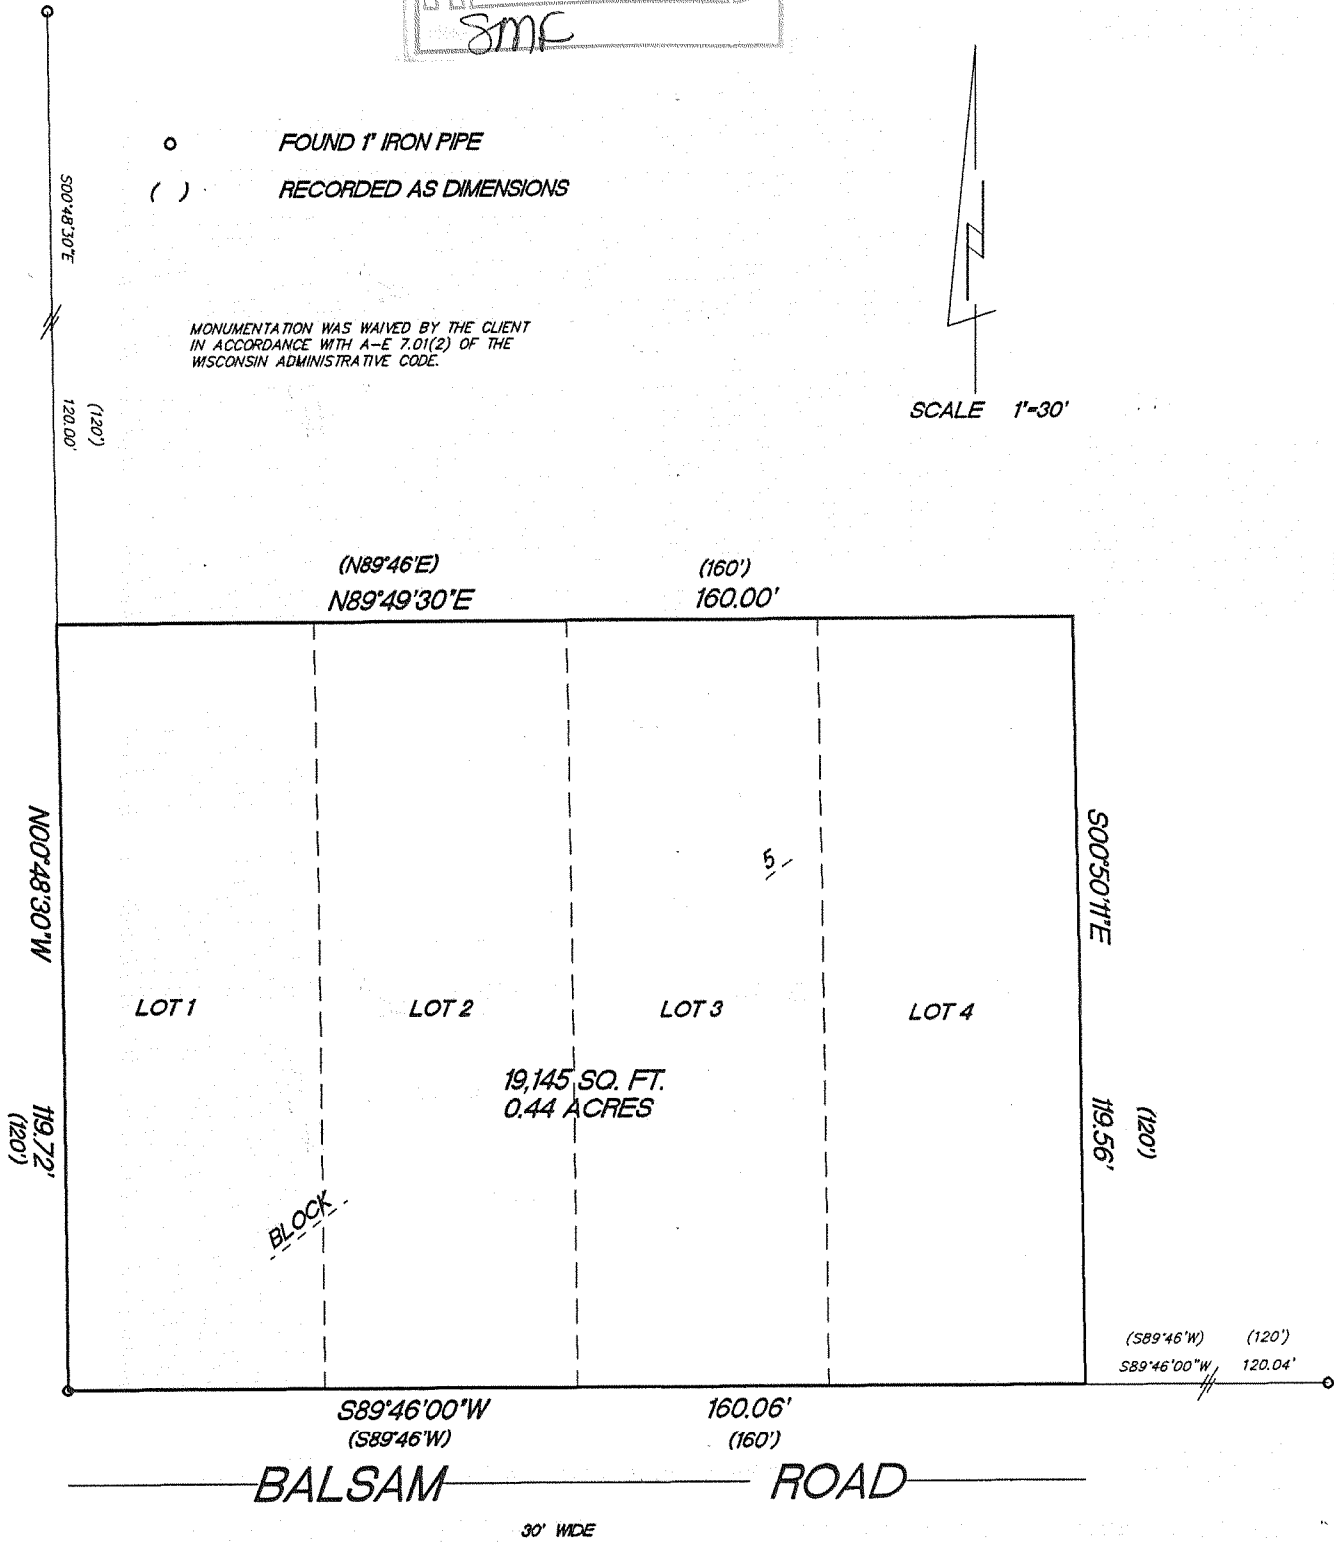 SMF
FOUND 1" IRON PIPE
( ) RECORDED AS DIMENSIONS
S00°48'30"E
MONUMENTATION WAS WAIVED BY THE CLIENT
IN ACCORDANCE WITH A-E 7.01(2) OF THE
WISCONSIN ADMINISTRATIVE CODE.
(120')
120.00'
N
SCALE 1"=30'
(N89°46'E) (160')
N89°49'30"E 160.00'
N00°48'30"W
S00°50'11"E
5
LOT 1 LOT 2 LOT 3 LOT 4
19,145 SQ. FT.
0.44 ACRES
119.72'
(120')
(120')
119.56'
BLOCK
(S89°46'W) (120')
S89°46'00"W 120.04'
S89°46'00"W 160.06'
(S89°46'W) (160')
BALSAM ROAD
30' WIDE